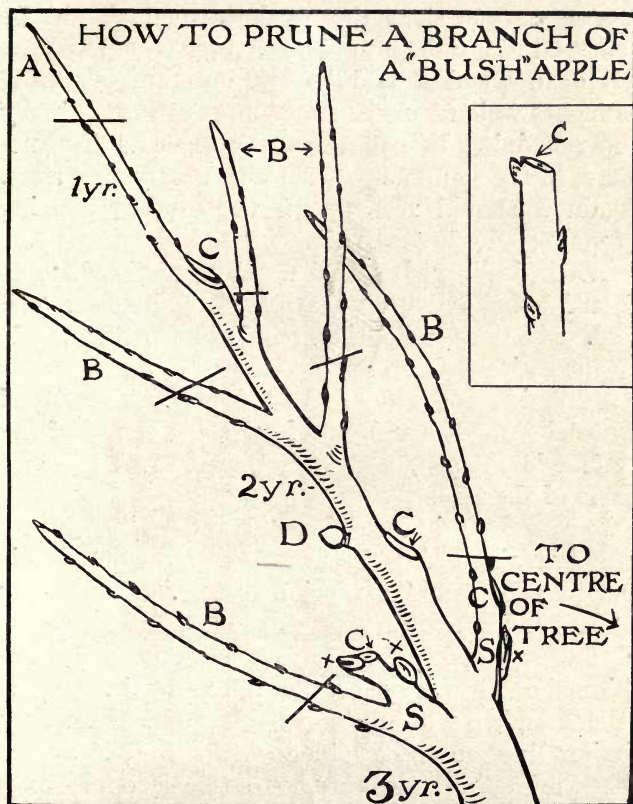 HOW TO PRUNE A BRANCH OF
A "BUSH" APPLE
A
← B →
C
1yr.
C
B
B
2yr.-
D
C
TO
CENTRE
OF
TREE
C
B
x
C
x
S
x
S
3yr.-